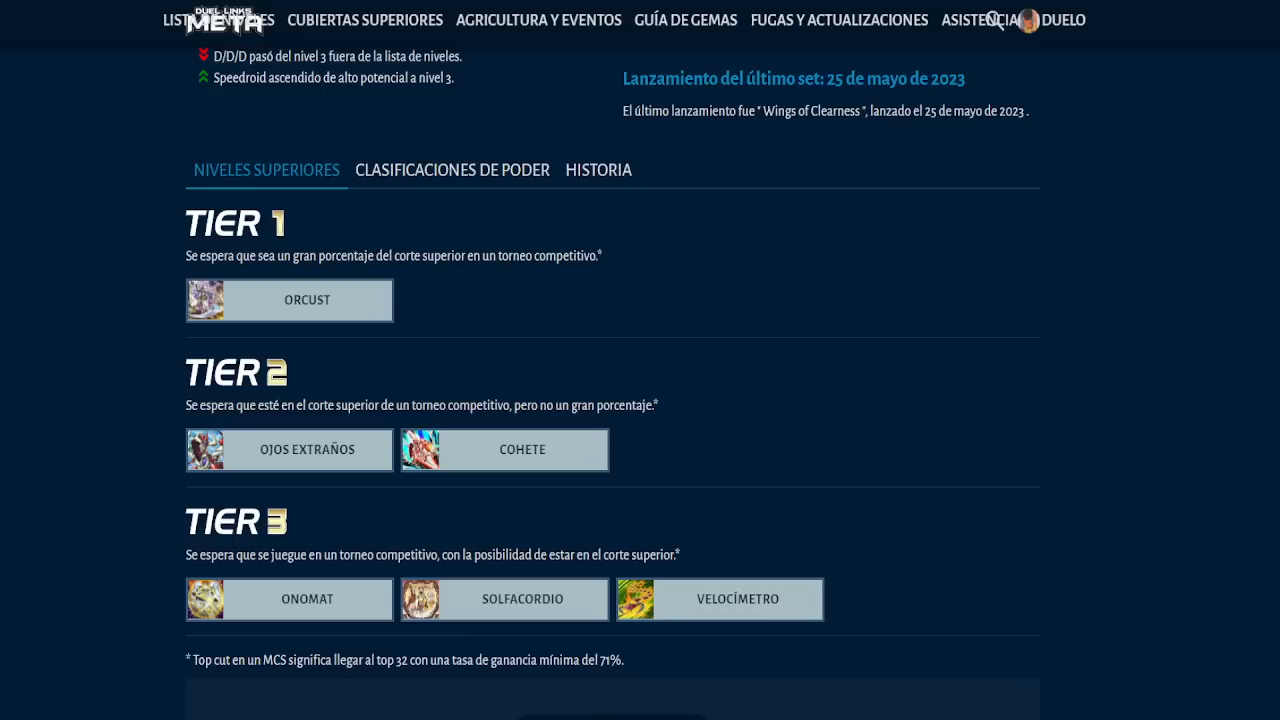 LISTA DE NIVELES CUBIERTAS SUPERIORES AGRICULTURA Y EVENTOS GUÍA DE GEMAS FUGAS Y ACTUALIZACIONES ASISTENCIA DUELO
DUEL LINKS
META
D/D/D pasó del nivel 3 fuera de la lista de niveles.
Speedroid ascendido de alto potencial a nivel 3.
Lanzamiento del último set: 25 de mayo de 2023
El último lanzamiento fue " Wings of Clearness ", lanzado el 25 de mayo de 2023 .
NIVELES SUPERIORES CLASIFICACIONES DE PODER HISTORIA
TIER 1
Se espera que sea un gran porcentaje del corte superior en un torneo competitivo.*
ORCUST
TIER 2
Se espera que esté en el corte superior de un torneo competitivo, pero no un gran porcentaje.*
OJOS EXTRAÑOS COHETE
TIER 3
Se espera que se juegue en un torneo competitivo, con la posibilidad de estar en el corte superior.*
ONOMAT SOLFACORDIO VELOCÍMETRO
* Top cut en un MCS significa llegar al top 32 con una tasa de ganancia mínima del 71%.